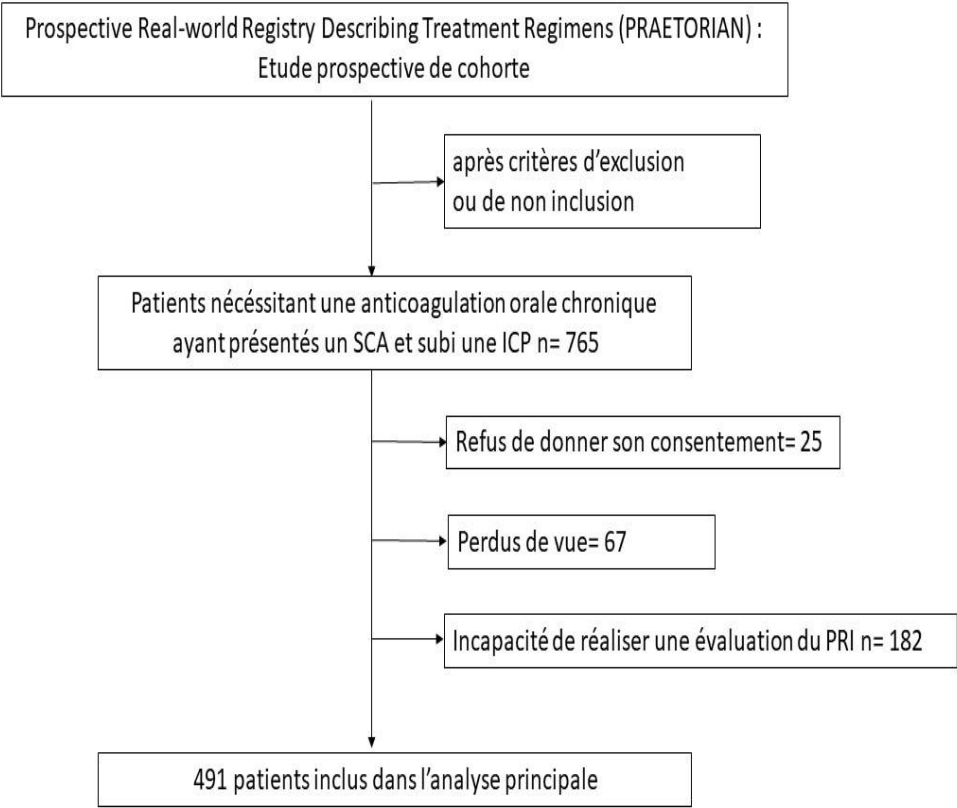 Prospective Real-world Registry Describing Treatment Regimens (PRAETORIAN) :
Etude prospective de cohorte
après critères d'exclusion
ou de non inclusion
Patients nécéssitant une anticoagulation orale chronique
ayant présentés un SCA et subi une ICP n= 765
Refus de donner son consentement= 25
Perdus de vue= 67
Incapacité de réaliser une évaluation du PRI n= 182
491 patients inclus dans l'analyse principale